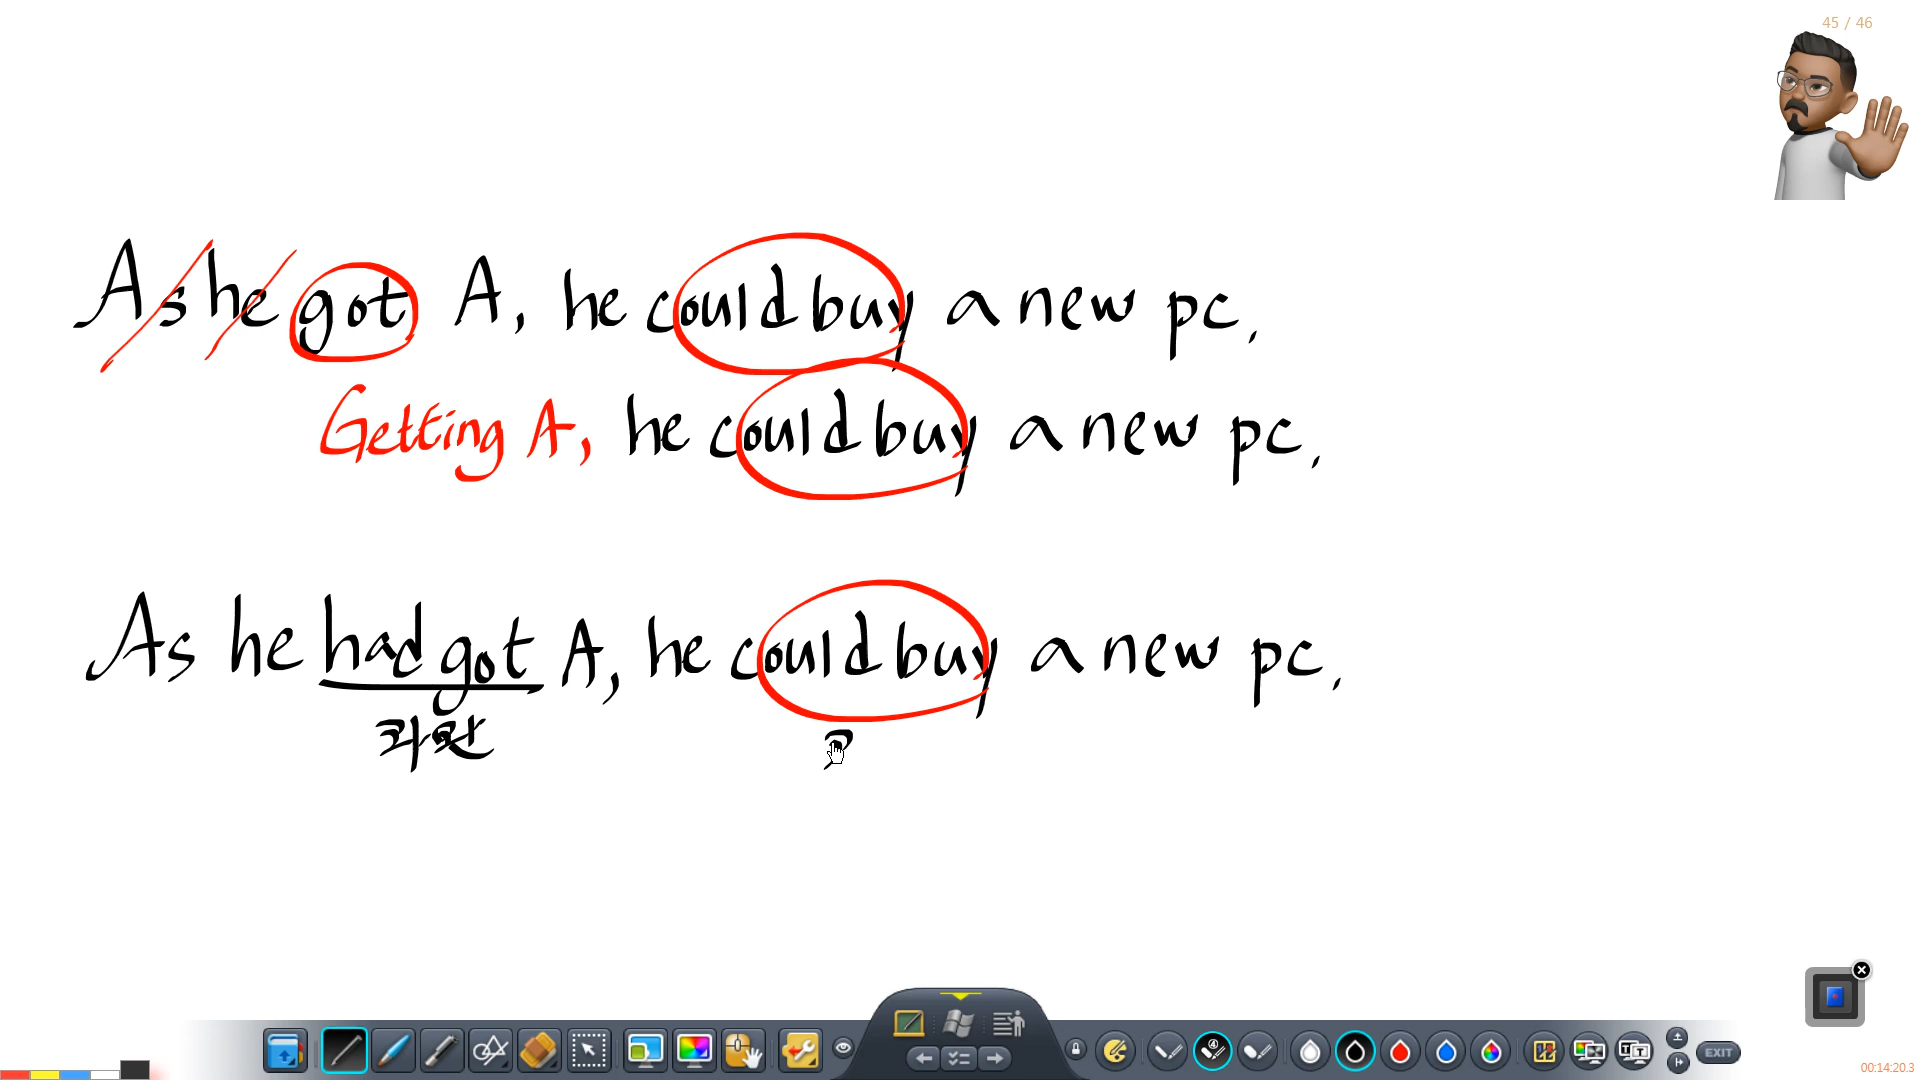 45 / 46
As he got A, he could buy a new pc.
Getting A, he could buy a new pc.
As he had got A, he could buy a new pc.
과완
EXIT
00:14:20.3